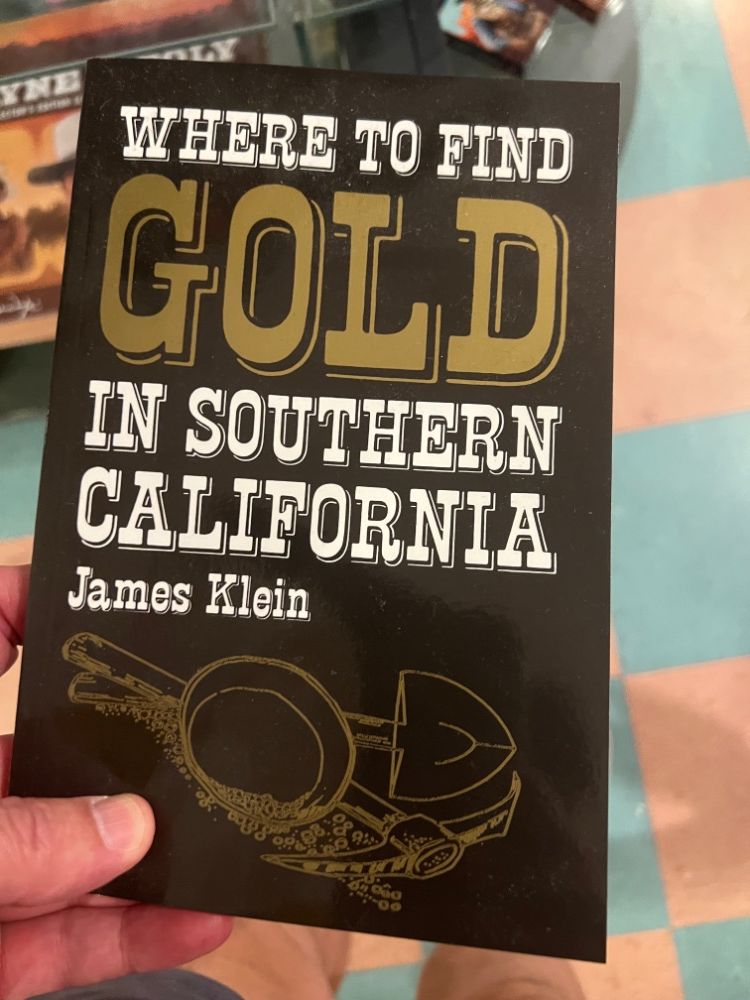 WHERE TO FIND
GOLD
IN SOUTHERN
CALIFORNIA
James Klein